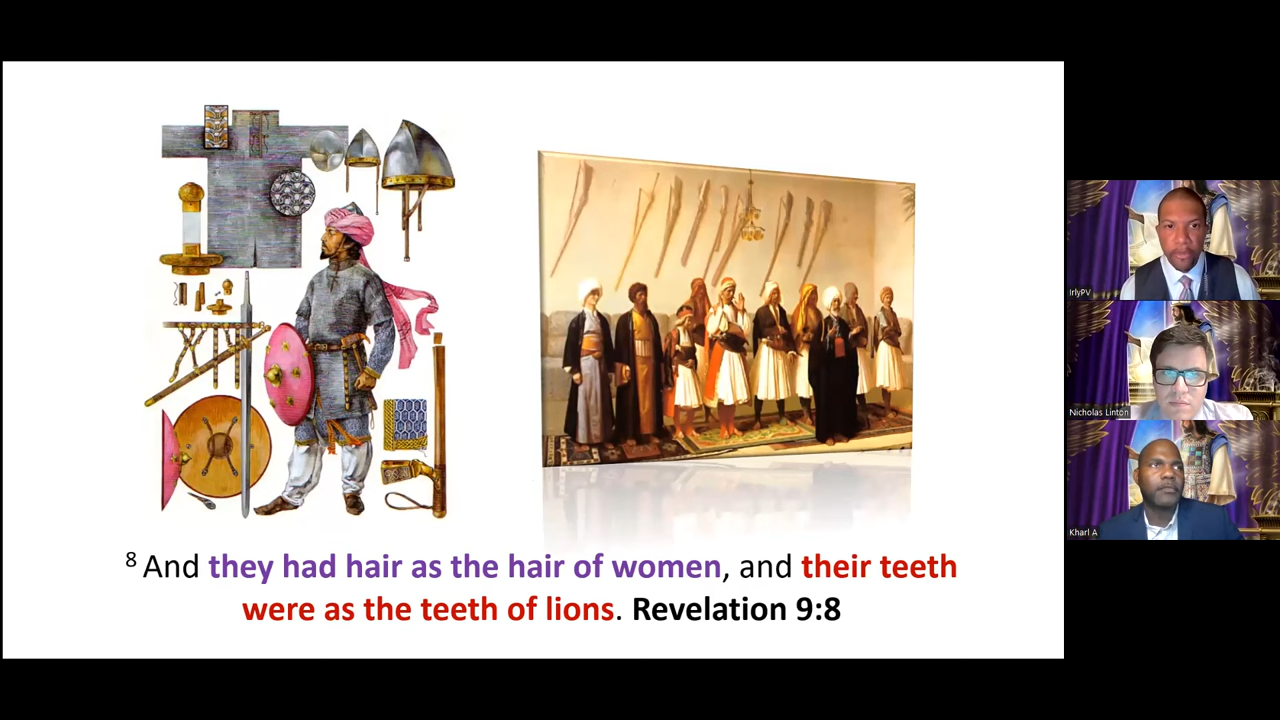 8 And they had hair as the hair of women, and their teeth
were as the teeth of lions. Revelation 9:8
IrlyPV
Nicholas Linton
Kharl A